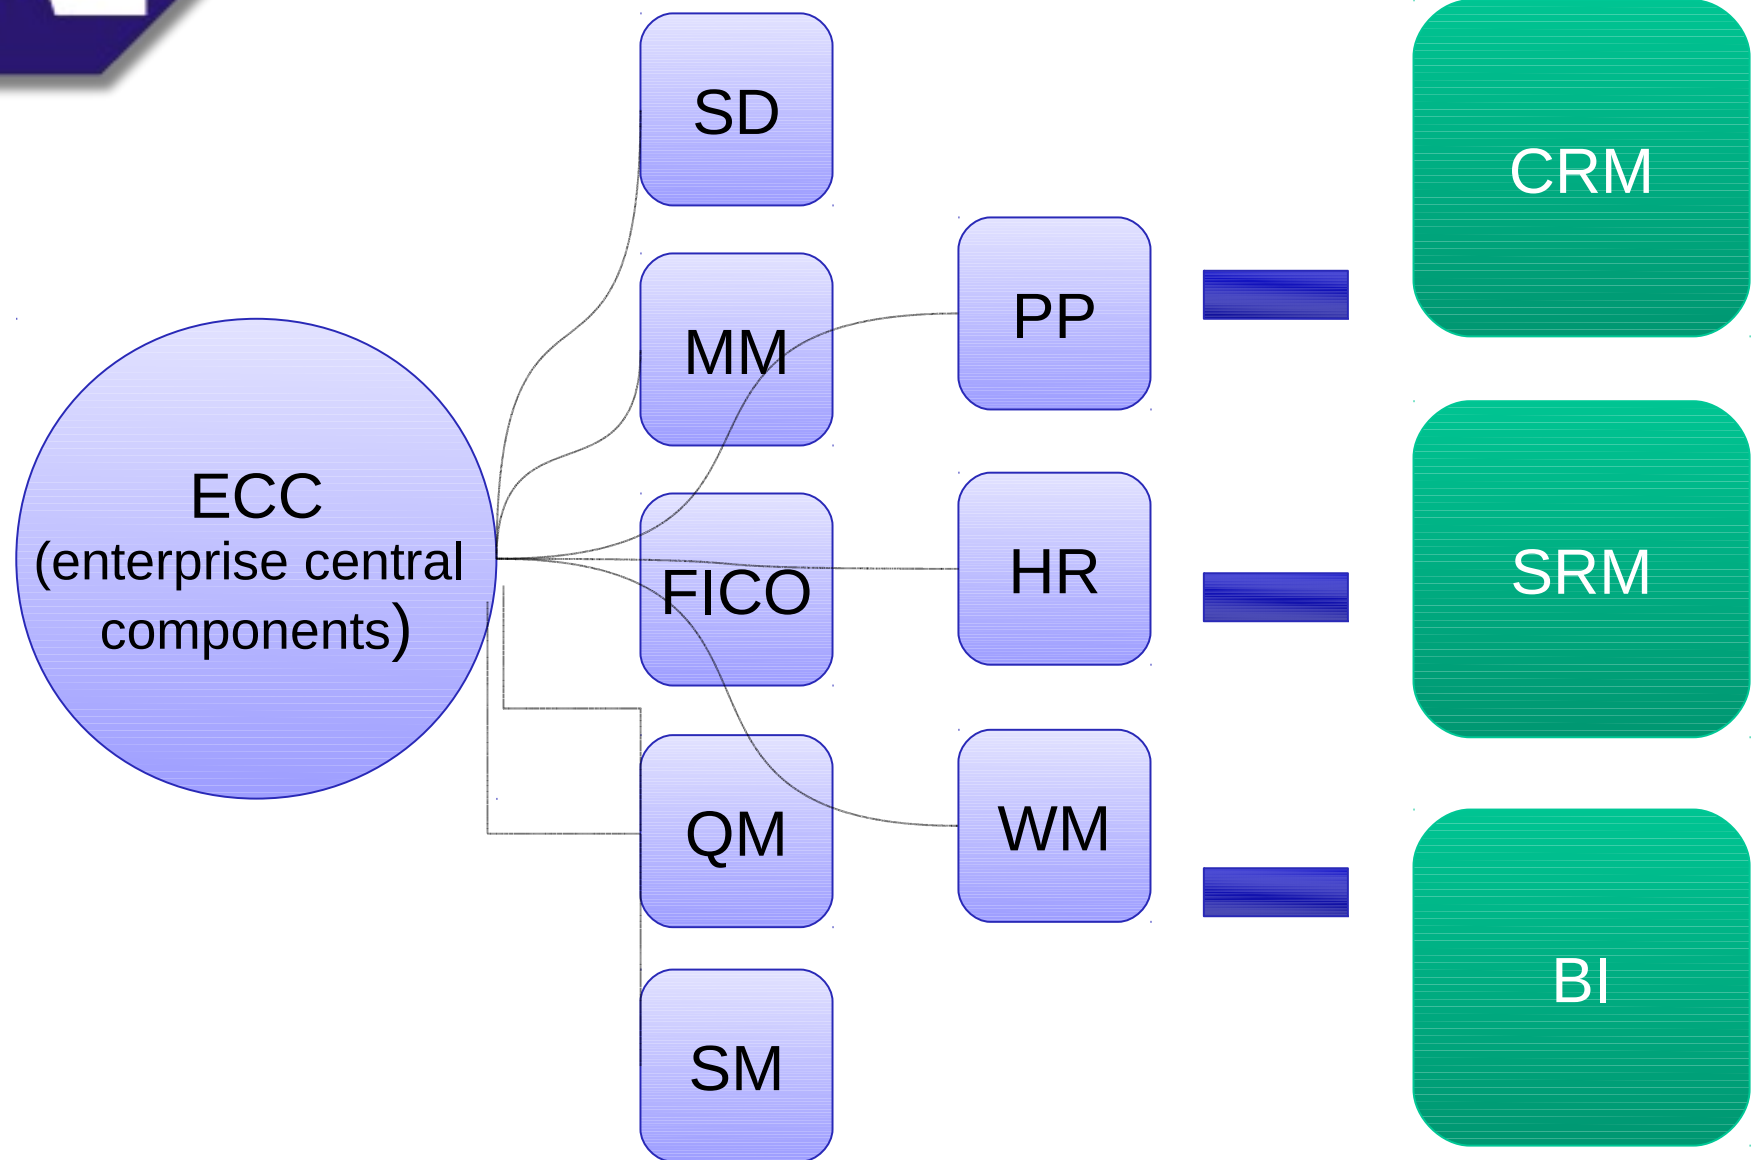 SD
MM
FICO
QM
SM
PP
HR
WM
ECC
(enterprise central
components)
CRM
SRM
BI